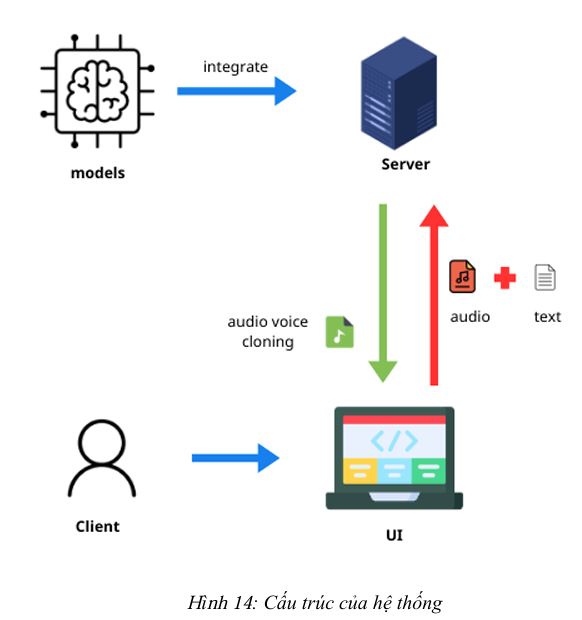 integrate
models
Server
audio
text
audio voice
cloning
Client
UI
Hình 14: Cấu trúc của hệ thống